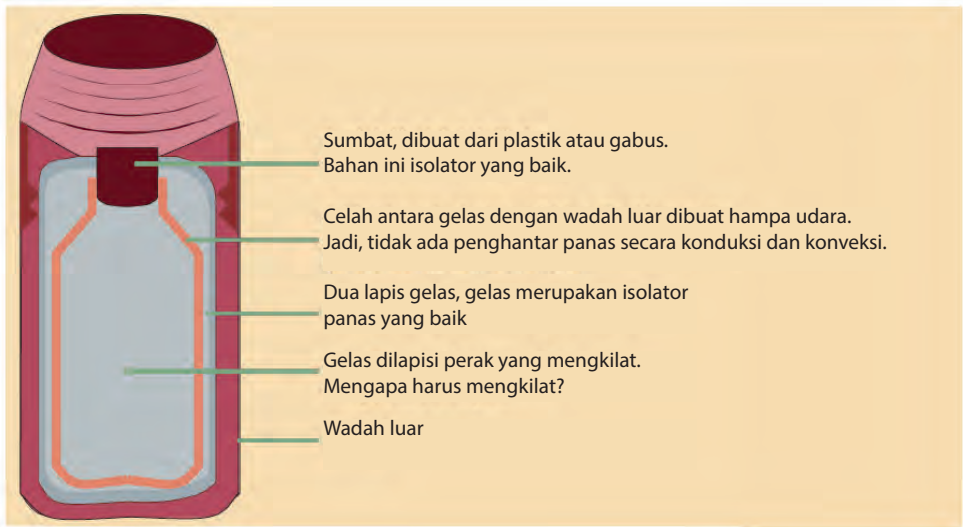 Sumbat, dibuat dari plastik atau gabus.
Bahan ini isolator yang baik.
Celah antara gelas dengan wadah luar dibuat hampa udara.
Jadi, tidak ada penghantar panas secara konduksi dan konveksi.
Dua lapis gelas, gelas merupakan isolator
panas yang baik
Gelas dilapisi perak yang mengkilat.
Mengapa harus mengkilat?
Wadah luar